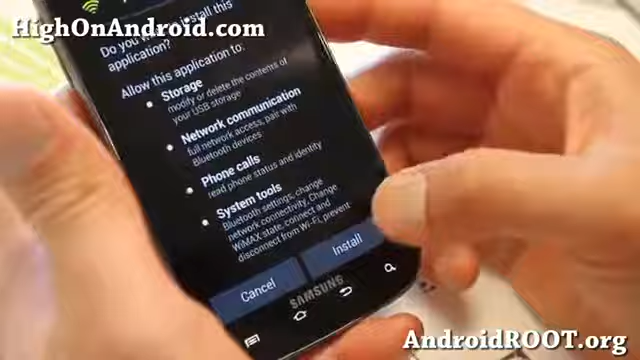 HighOnAndroid.com
Do you install this
application?
Allow this application to:
Storage
modify or delete the contents of
your USB storage
Network communication
full network access, pair with
Bluetooth devices
Phone calls
read phone status and identity
System tools
Bluetooth settings, change
network connectivity, Change
WiMAX state, connect and
disconnect from Wi-Fi, prevent
Cancel
Install
SAMSUNG
AndroidROOT.org